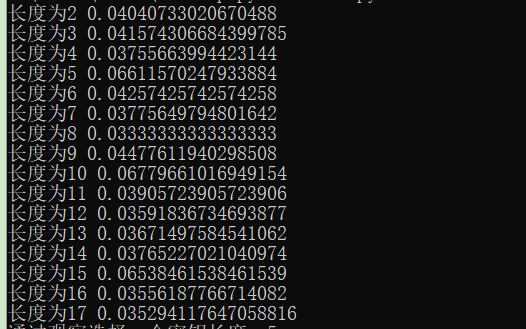 长度为2 0.04040733020670488
长度为3 0.041574306684399785
长度为4 0.03755663994423144
长度为5 0.06611570247933884
长度为6 0.04257425742574258
长度为7 0.03775649794801642
长度为8 0.03333333333333333
长度为9 0.04477611940298508
长度为10 0.06779661016949154
长度为11 0.03905723905723906
长度为12 0.03591836734693877
长度为13 0.03671497584541062
长度为14 0.03765227021040974
长度为15 0.06538461538461539
长度为16 0.03556187766714082
长度为17 0.035294117647058816